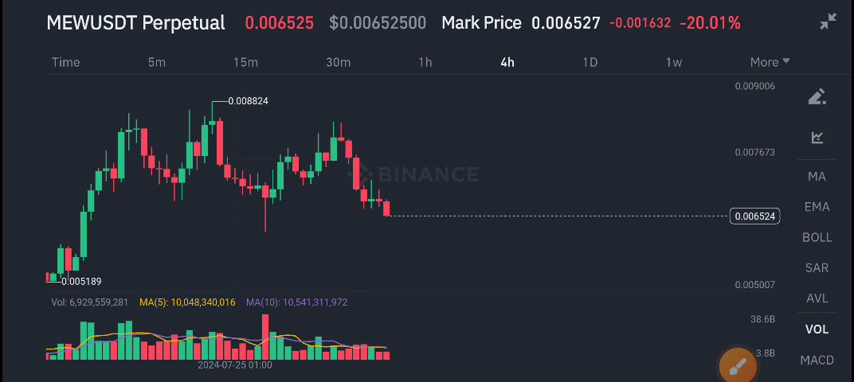 MEWUSDT Perpetual 0.006525 $0.00652500 Mark Price 0.006527 -0.001632 -20.01%
Time 5m 15m 30m 1h 4h 1D 1w More
0.009006
0.008824
MA
0.007673
BINANCE
EMA
0.006524
BOLL
SAR
0.005189
0.005007
AVL
Vol: 6,929,559,281 MA(5): 10,048,340,016 MA(10): 10,541,311,972
38.6B
VOL
3.8B
MACD
2024-07-25 01:00